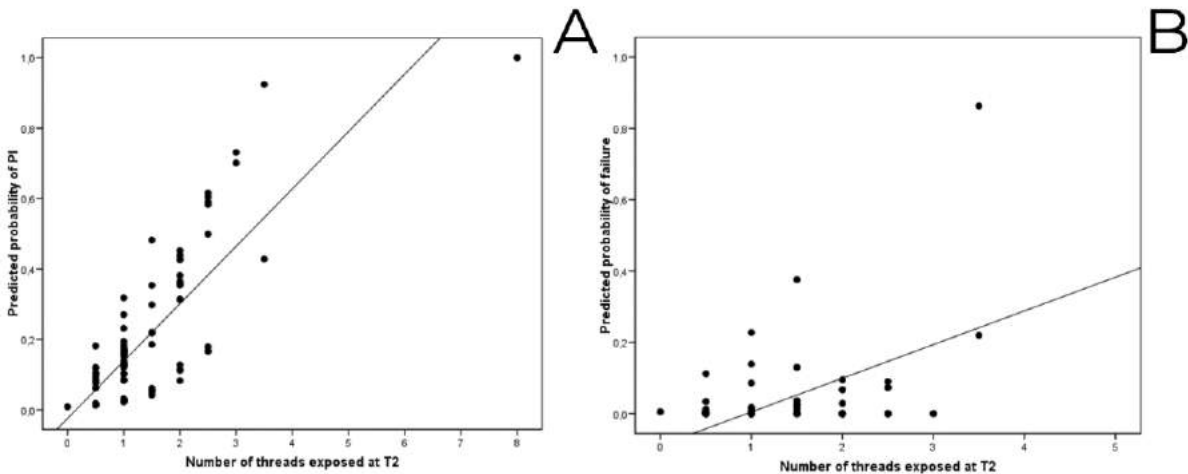 A
Predicted probability of PI
1,0
0,8
0,6
0,4
0,2
0,0
0 1 2 3 4 5 6 7 8
Number of threads exposed at T2
B
Predicted probability of failure
1,0
0,8
0,4
0,2
0,0
0 1 2 3 4 5
Number of threads exposed at T2